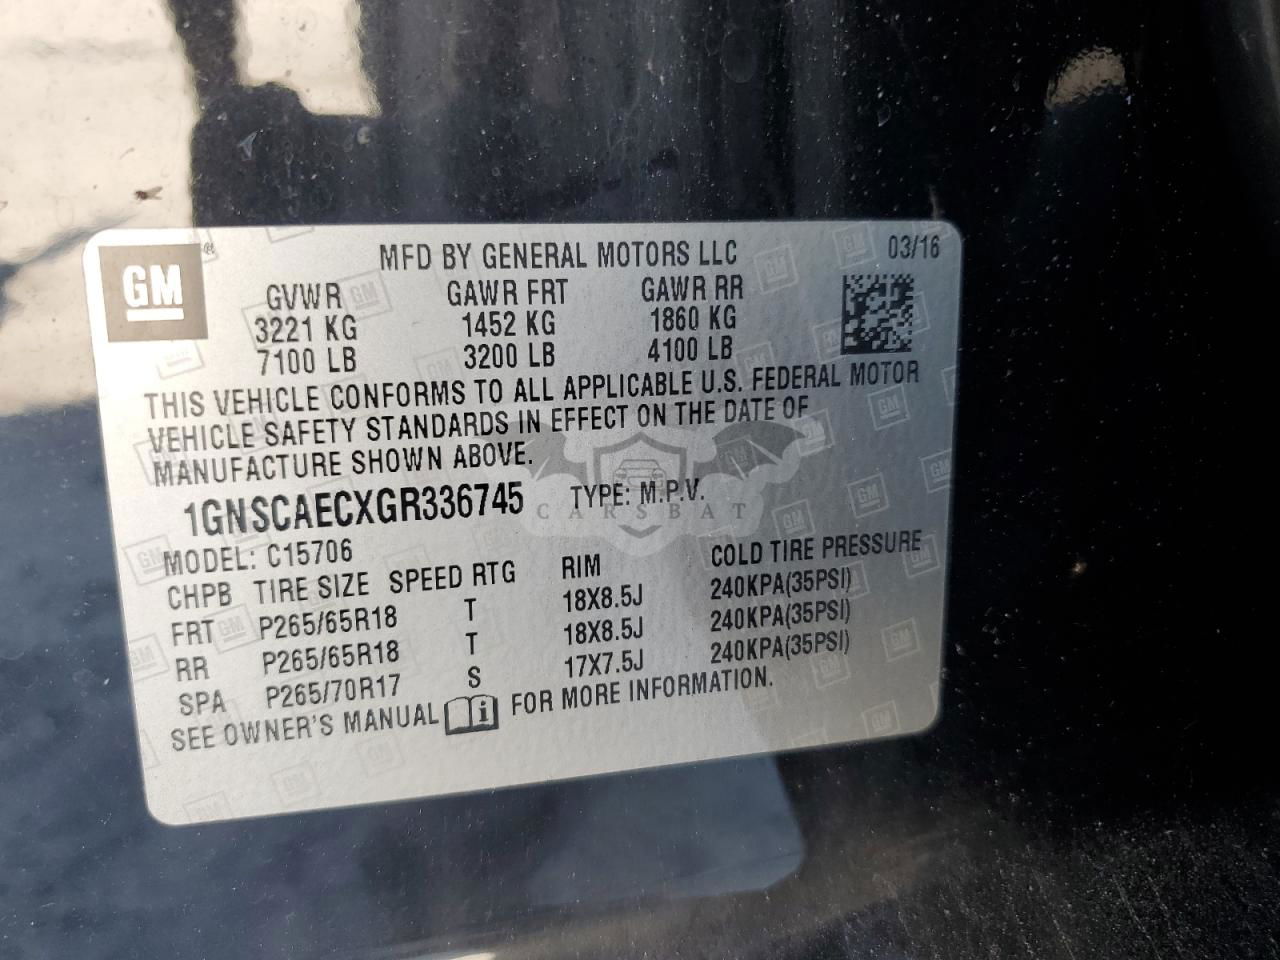 GM ®
MFD BY GENERAL MOTORS LLC 03/16
GVWR GAWR FRT GAWR RR
3221 KG 1452 KG 1860 KG
7100 LB 3200 LB 4100 LB
THIS VEHICLE CONFORMS TO ALL APPLICABLE U.S. FEDERAL MOTOR
VEHICLE SAFETY STANDARDS IN EFFECT ON THE DATE OF
MANUFACTURE SHOWN ABOVE.
1GNSCAECXGR336745 TYPE: M.P.V.
CARSBAT
MODEL: C15706
CHPB TIRE SIZE SPEED RTG RIM COLD TIRE PRESSURE
FRT P265/65R18 T 18X8.5J 240KPA(35PSI)
RR P265/65R18 T 18X8.5J 240KPA(35PSI)
SPA P265/70R17 S 17X7.5J 240KPA(35PSI)
SEE OWNER'S MANUAL i FOR MORE INFORMATION.